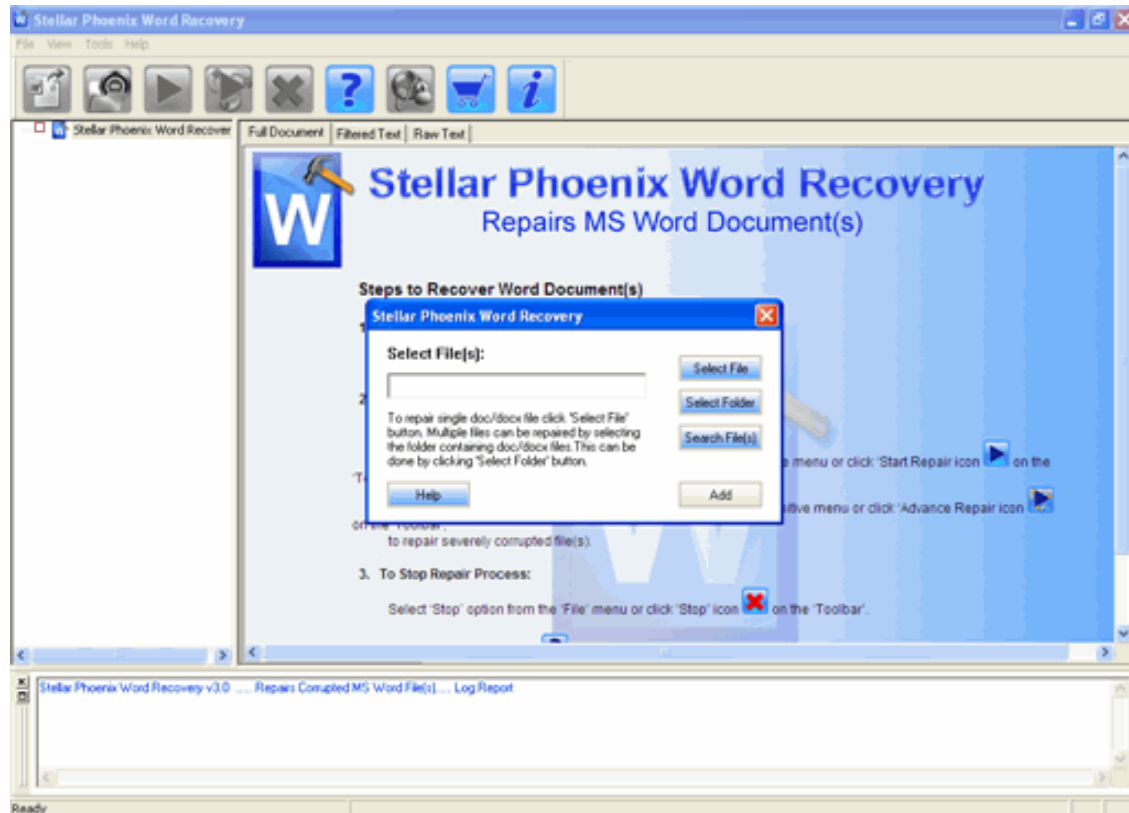 Stellar Phoenix Word Recovery
File View Tools Help
Stellar Phoenix Word Recover
Full Document Filtered Text Raw Text
Stellar Phoenix Word Recovery
Repairs MS Word Document(s)
Steps to Recover Word Document(s)
Stellar Phoenix Word Recovery
Select File(s):
Select File
Select Folder
Search File(s)
To repair single doc/docx file click 'Select File'
button. Multiple files can be repaired by selecting
the folder containing doc/docx files. This can be
done by clicking 'Select Folder' button.
Help
Add
menu or click 'Start Repair icon on the
menu or click 'Advance Repair icon
on the 'Toolbar'.
to repair severely corrupted file(s).
3. To Stop Repair Process:
Select 'Stop' option from the 'File' menu or click 'Stop' icon on the 'Toolbar'.
Stellar Phoenix Word Recovery v3.0 ..... Repairs Corrupted MS Word File(s)..... Log Report
Ready